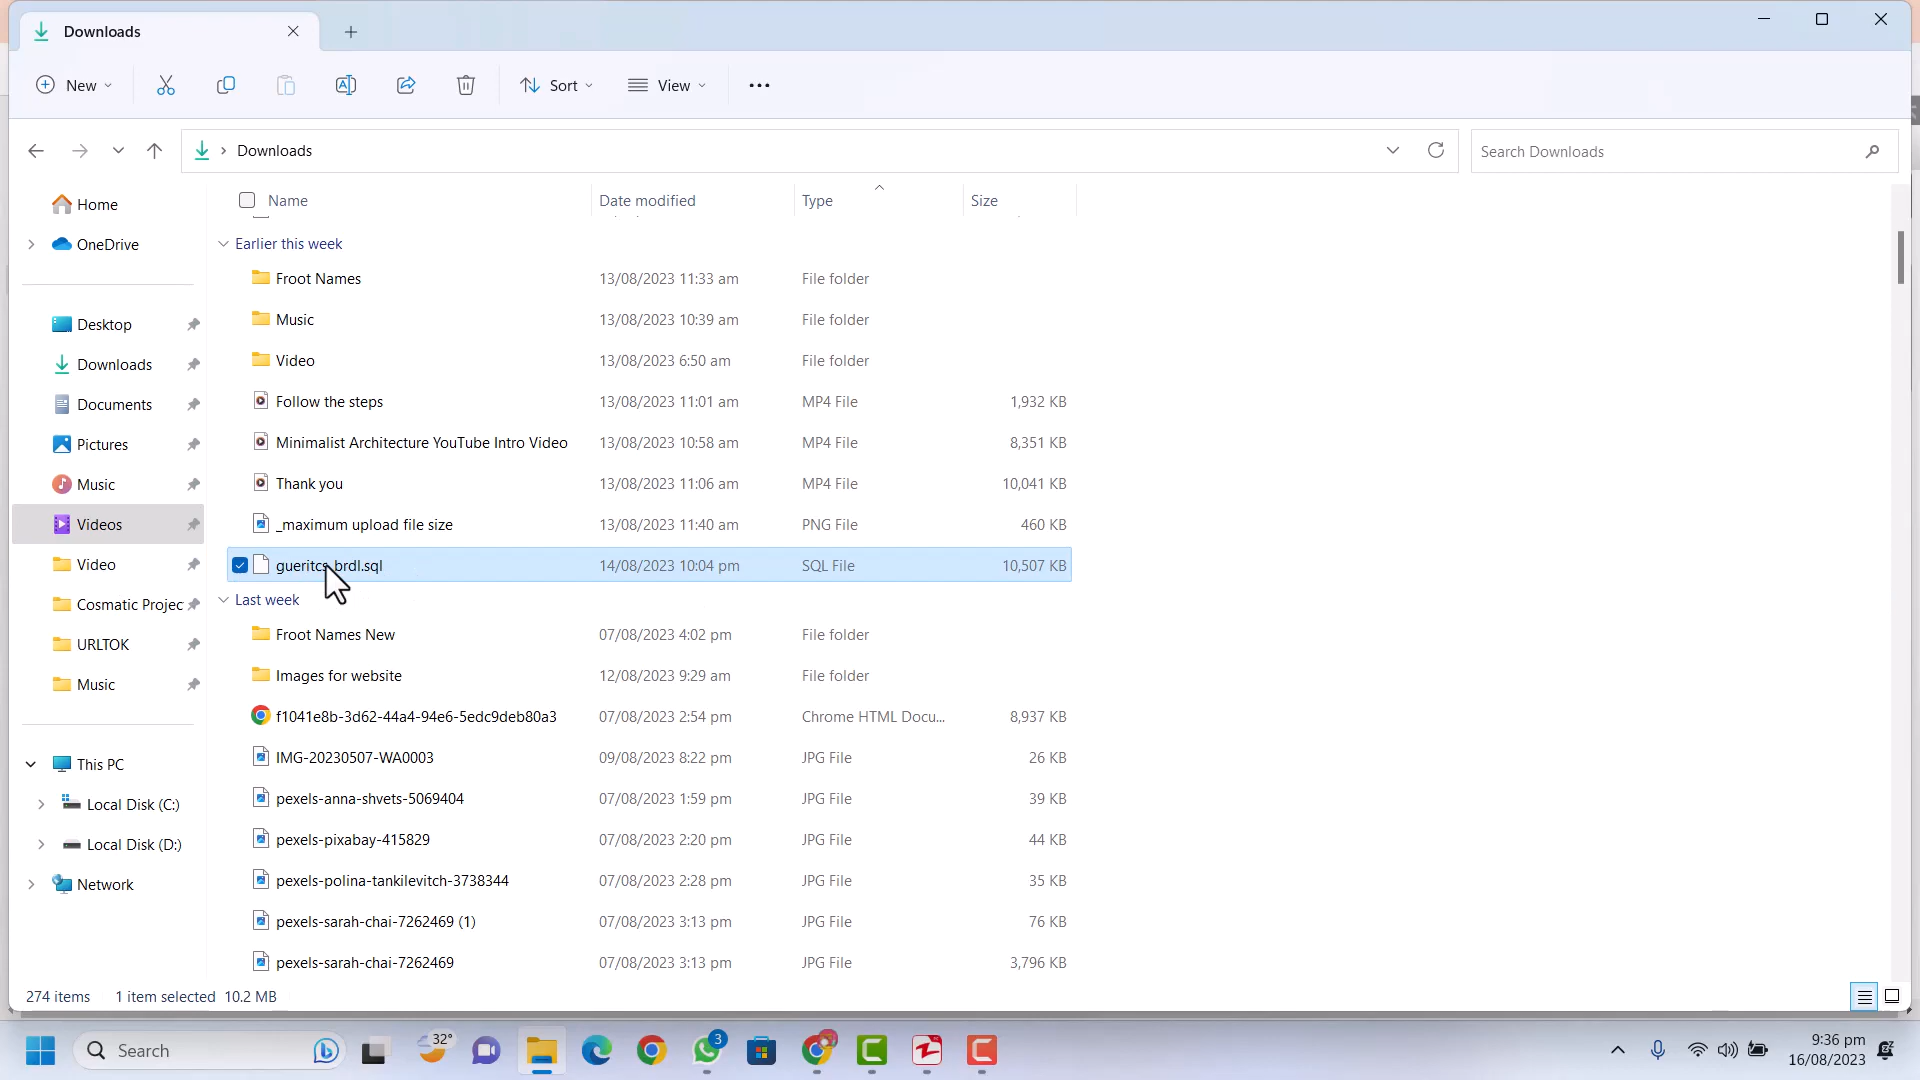 Downloads
New
Sort
View
Downloads
Search Downloads
Home
OneDrive
Desktop
Downloads
Documents
Pictures
Music
Videos
Video
Cosmatic Projec
URLTOK
Music
This PC
Local Disk (C:)
Local Disk (D:)
Network
Name Date modified Type Size
Earlier this week
Froot Names 13/08/2023 11:33 am File folder
Music 13/08/2023 10:39 am File folder
Video 13/08/2023 6:50 am File folder
Follow the steps 13/08/2023 11:01 am MP4 File 1,932 KB
Minimalist Architecture YouTube Intro Video 13/08/2023 10:58 am MP4 File 8,351 KB
Thank you 13/08/2023 11:06 am MP4 File 10,041 KB
_maximum upload file size 13/08/2023 11:40 am PNG File 460 KB
gueritcs_brdl.sql 14/08/2023 10:04 pm SQL File 10,507 KB
Last week
Froot Names New 07/08/2023 4:02 pm File folder
Images for website 12/08/2023 9:29 am File folder
f1041e8b-3d62-44a4-94e6-5edc9deb80a3 07/08/2023 2:54 pm Chrome HTML Docu... 8,937 KB
IMG-20230507-WA0003 09/08/2023 8:22 pm JPG File 26 KB
pexels-anna-shvets-5069404 07/08/2023 1:59 pm JPG File 39 KB
pexels-pixabay-415829 07/08/2023 2:20 pm JPG File 44 KB
pexels-polina-tankilevitch-3738344 07/08/2023 2:28 pm JPG File 35 KB
pexels-sarah-chai-7262469 (1) 07/08/2023 3:13 pm JPG File 76 KB
pexels-sarah-chai-7262469 07/08/2023 3:13 pm JPG File 3,796 KB
274 items 1 item selected 10.2 MB
Search
32°
3
9:36 pm
16/08/2023